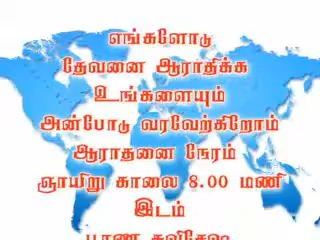 எங்களோடு
தேவனை ஆராதிக்க
உங்களையும்
அன்போடு வரவேற்கிறோம்
ஆராதனை நேரம்
ஞாயிறு காலை 8.00 மணி
இடம்